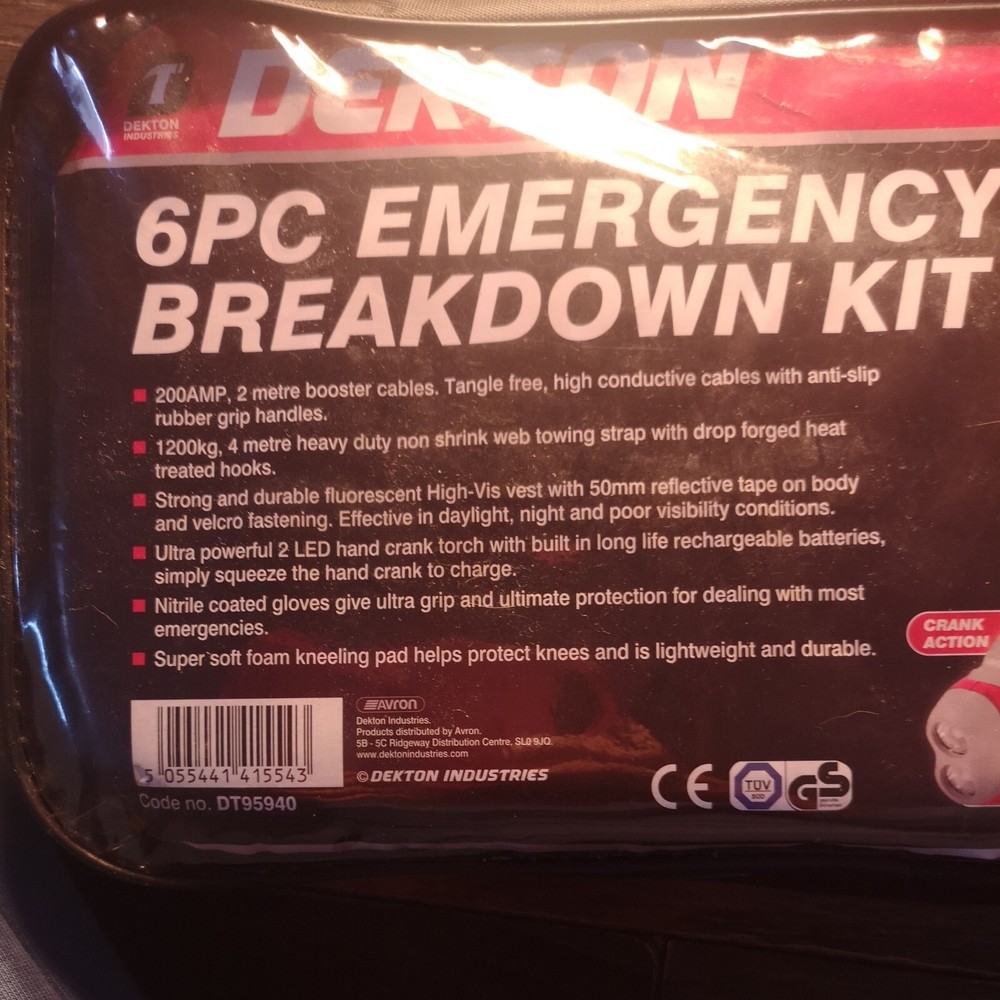 DEKTON
INDUSTRIES
DEKTON
6PC EMERGENCY
BREAKDOWN KIT
200AMP, 2 metre booster cables. Tangle free, high conductive cables with anti-slip
rubber grip handles.
1200kg, 4 metre heavy duty non shrink web towing strap with drop forged heat
treated hooks.
Strong and durable fluorescent High-Vis vest with 50mm reflective tape on body
and velcro fastening. Effective in daylight, night and poor visibility conditions.
Ultra powerful 2 LED hand crank torch with built in long life rechargeable batteries,
simply squeeze the hand crank to charge.
Nitrile coated gloves give ultra grip and ultimate protection for dealing with most
emergencies.
Super soft foam kneeling pad helps protect knees and is lightweight and durable.
CRANK
ACTION
AVRON
Dekton Industries.
Products distributed by Avron.
5B - 5C Ridgeway Distribution Centre, SL0 9JQ.
www.dektonindustries.com
© DEKTON INDUSTRIES
5 055441 415543
Code no. DT95940
CE
TÜV
GS